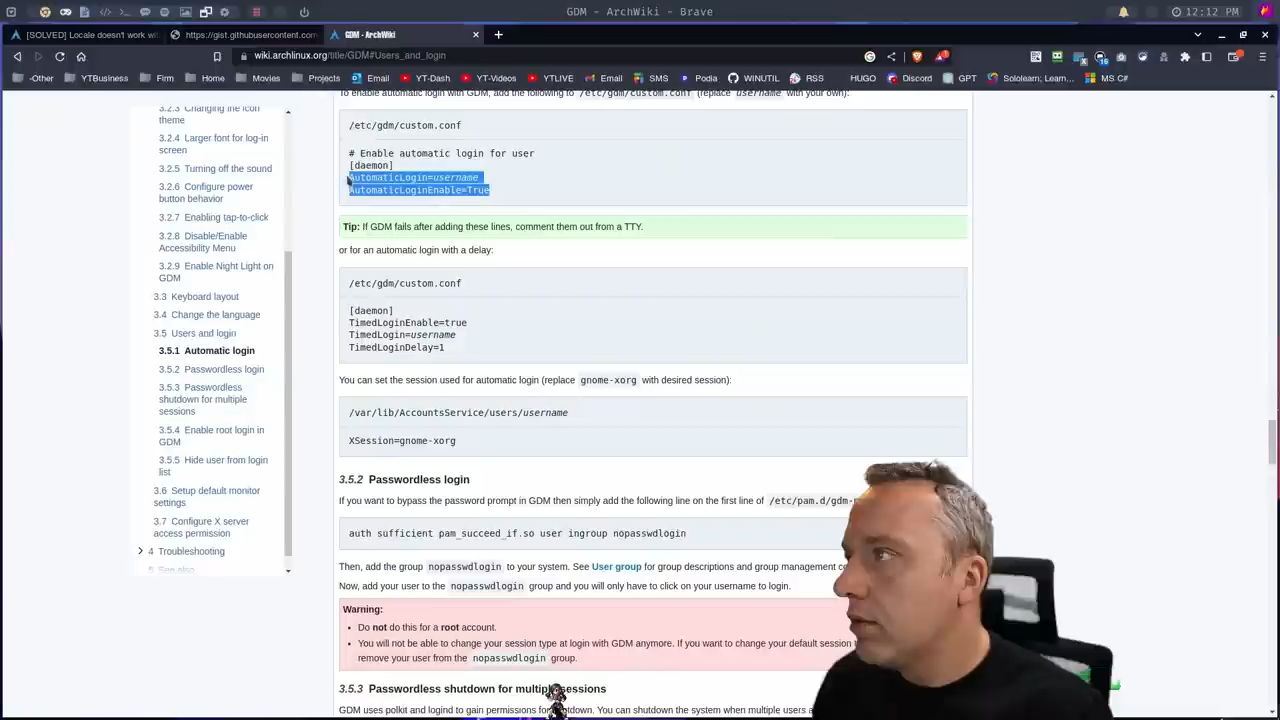 GDM - ArchWiki - Brave
12:12 PM
[SOLVED] Locale doesn't work wit
https://gist.githubusercontent.com
GDM - ArchWiki
wiki.archlinux.org/title/GDM#Users_and_login
-Other
YTBusiness
Firm
Home
Movies
Projects
Email
YT-Dash
YT-Videos
YTLIVE
Email
SMS
Podia
WINUTIL
RSS
HUGO
Discord
GPT
Sololearn; Learn...
MS C#
3.2.3 Changing the icon
theme
3.2.4 Larger font for log-in
screen
3.2.5 Turning off the sound
3.2.6 Configure power
button behavior
3.2.7 Enabling tap-to-click
3.2.8 Disable/Enable
Accessibility Menu
3.2.9 Enable Night Light on
GDM
3.3 Keyboard layout
3.4 Change the language
3.5 Users and login
3.5.1 Automatic login
3.5.2 Passwordless login
3.5.3 Passwordless
shutdown for multiple
sessions
3.5.4 Enable root login in
GDM
3.5.5 Hide user from login
list
3.6 Setup default monitor
settings
3.7 Configure X server
access permission
4 Troubleshooting
5 See also
To enable automatic login with GDM, add the following to /etc/gdm/custom.conf (replace username with your own):
/etc/gdm/custom.conf
# Enable automatic login for user
[daemon]
AutomaticLogin=username
AutomaticLoginEnable=True
Tip: If GDM fails after adding these lines, comment them out from a TTY.
or for an automatic login with a delay:
/etc/gdm/custom.conf
[daemon]
TimedLoginEnable=true
TimedLogin=username
TimedLoginDelay=1
You can set the session used for automatic login (replace gnome-xorg with desired session):
/var/lib/AccountsService/users/username
XSession=gnome-xorg
3.5.2 Passwordless login
If you want to bypass the password prompt in GDM then simply add the following line on the first line of /etc/pam.d/gdm-
auth sufficient pam_succeed_if.so user ingroup nopasswdlogin
Then, add the group nopasswdlogin to your system. See User group for group descriptions and group management
Now, add your user to the nopasswdlogin group and you will only have to click on your username to login.
Warning:
• Do not do this for a root account.
• You will not be able to change your session type at login with GDM anymore. If you want to change your default session
remove your user from the nopasswdlogin group.
3.5.3 Passwordless shutdown for multiple sessions
GDM uses polkit and logind to gain permissions for shutdown. You can shutdown the system when multiple users